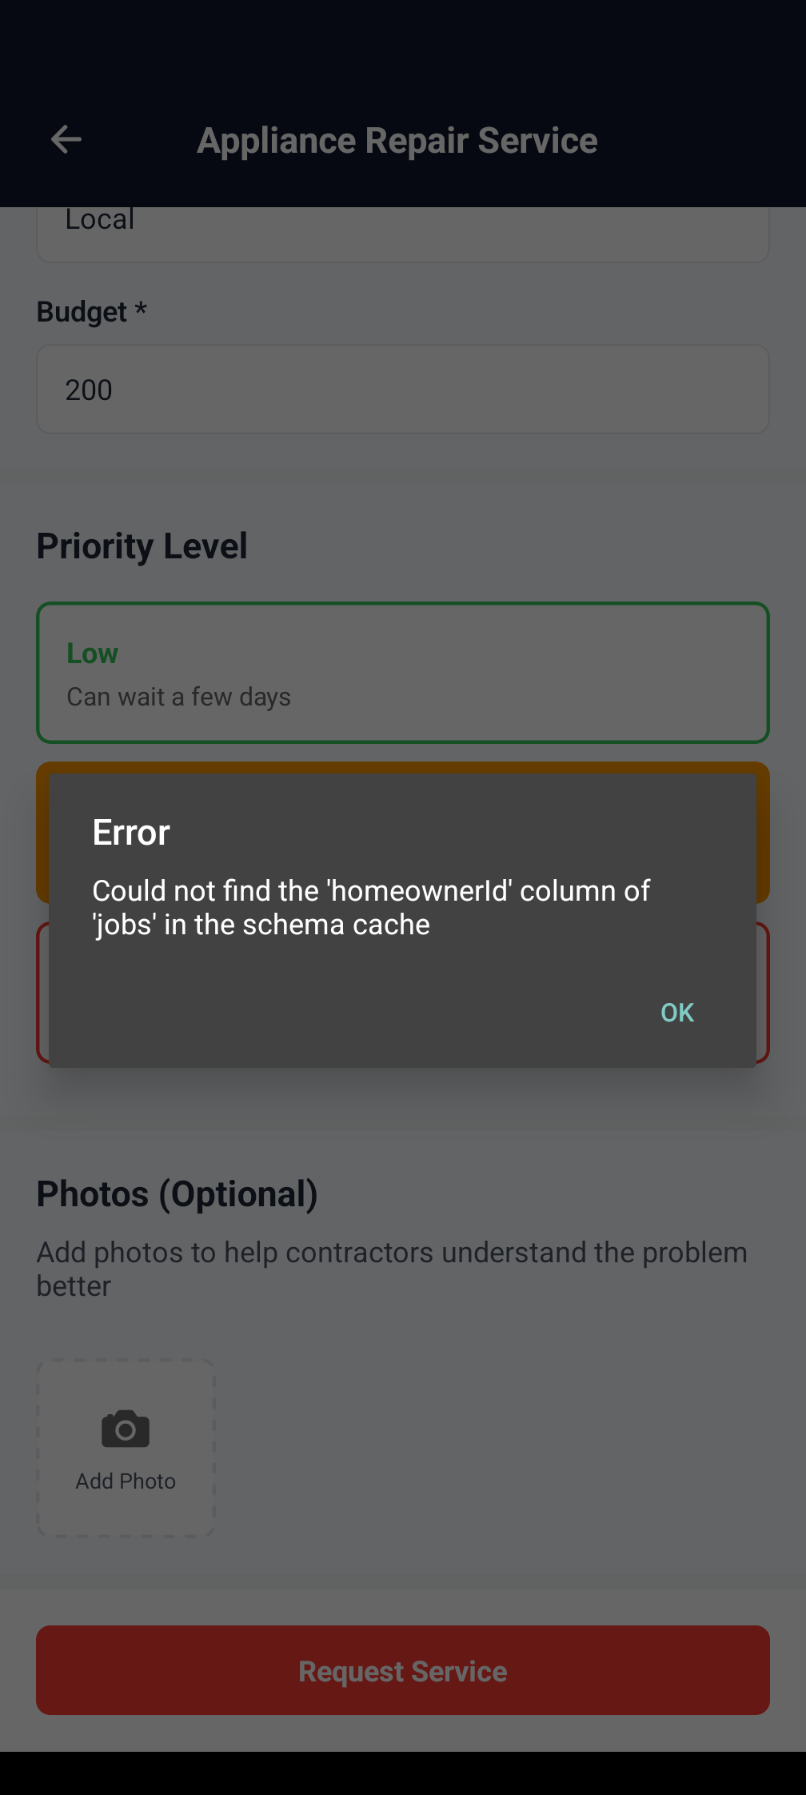 Appliance Repair Service
Local
Budget *
200
Priority Level
Low
Can wait a few days
Error
Could not find the 'homeownerId' column of
'jobs' in the schema cache
OK
Photos (Optional)
Add photos to help contractors understand the problem
better
Add Photo
Request Service